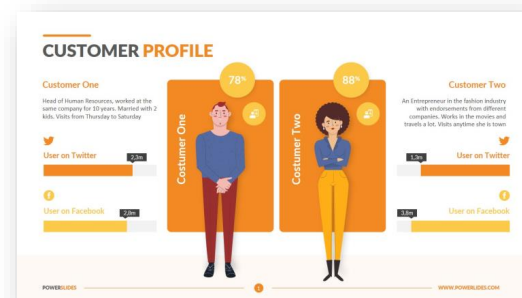 CUSTOMER PROFILE
Customer One
Head of Human Resources, worked at the
same company for 10 years. Married with 2
kids. Visits from Thursday to Saturday
User on Twitter
2,3m
User on Facebook
2,8m
78%
Costumer One
88%
Costumer Two
Customer Two
An Entrepreneur in the fashion industry
with endorsements from different
companies. Works in the movies and
travels a lot. Visits anytime she is town
1,3m
User on Twitter
3,8m
User on Facebook
POWERSLIDES
1
WWW.POWERSLIDES.COM